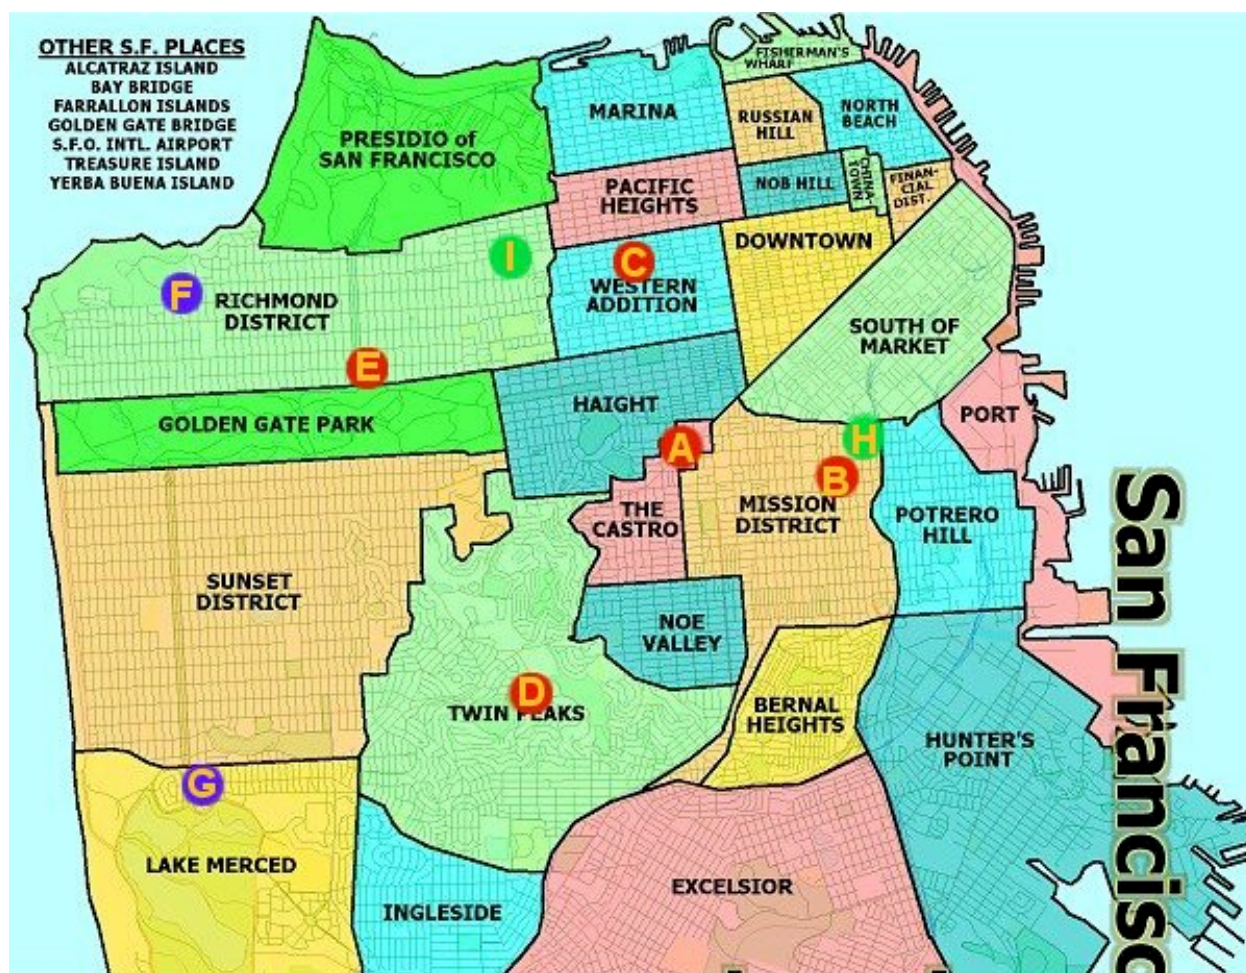 OTHER S.F. PLACES
ALCATRAZ ISLAND
BAY BRIDGE
FARRALLON ISLANDS
GOLDEN GATE BRIDGE
S.F.O. INTL. AIRPORT
TREASURE ISLAND
YERBA BUENA ISLAND
FISHERMAN'S
WHARF
PRESIDIO of
SAN FRANCISCO
MARINA
RUSSIAN
HILL
NORTH
BEACH
PACIFIC
HEIGHTS
NOB HILL
CHINA-
TOWN
FINAN-
CIAL
DIST.
I
C
DOWNTOWN
F
RICHMOND
DISTRICT
WESTERN
ADDITION
SOUTH OF
MARKET
E
GOLDEN GATE PARK
HAIGHT
PORT
A
H
B
THE
CASTRO
MISSION
DISTRICT
POTRERO
HILL
SUNSET
DISTRICT
NOE
VALLEY
D
TWIN PEAKS
BERNAL
HEIGHTS
HUNTER'S
POINT
G
LAKE MERCED
INGLESIDE
EXCELSIOR
San Francisc